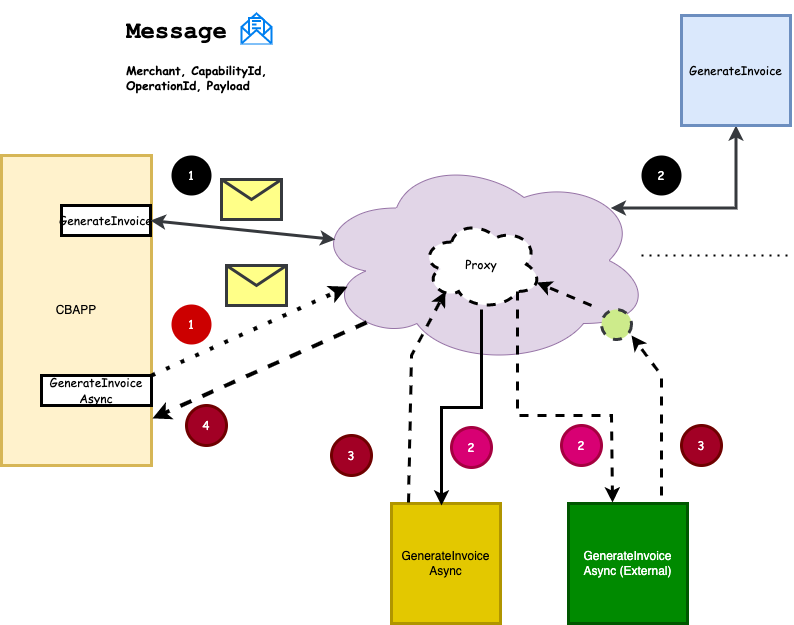 Message
Merchant, CapabilityId,
OperationId, Payload
GenerateInvoice
1
2
GenerateInvoice
Proxy
CBAPP
1
GenerateInvoice
Async
4
3
2
2
3
GenerateInvoice
Async
GenerateInvoice
Async (External)